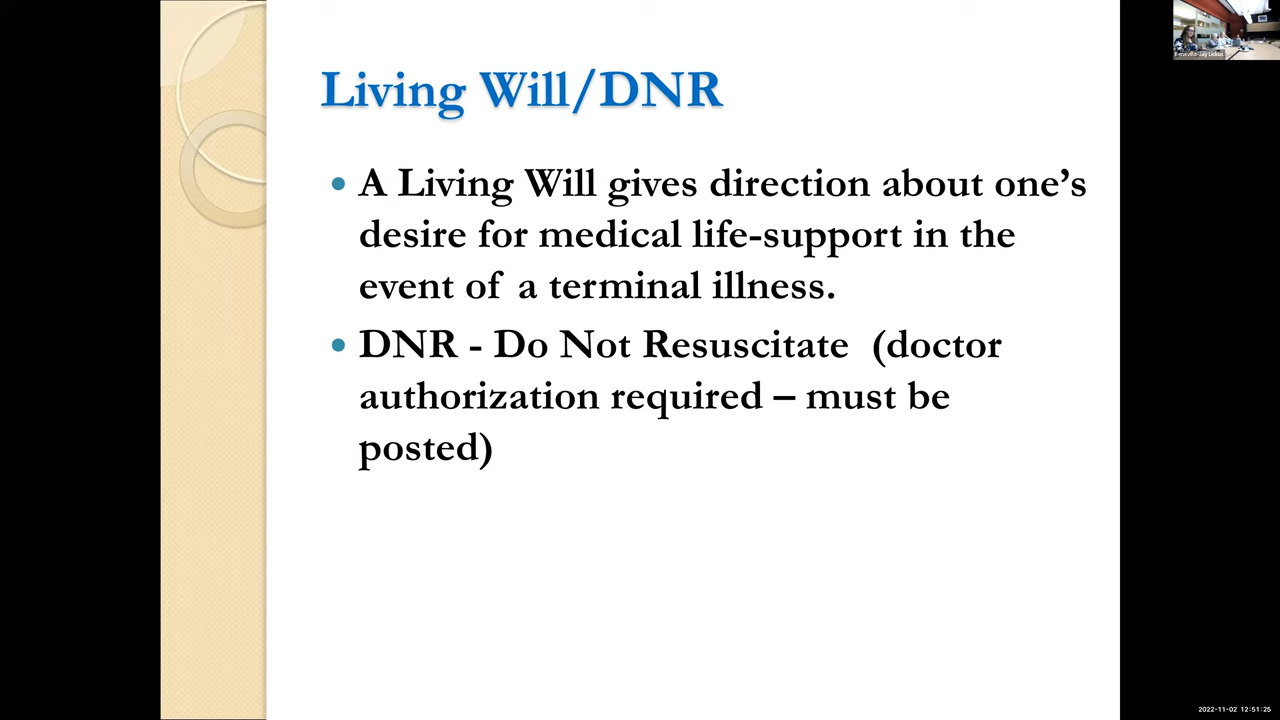 Living Will/DNR
• A Living Will gives direction about one’s
desire for medical life-support in the
event of a terminal illness.
• DNR - Do Not Resuscitate (doctor
authorization required – must be
posted)
2022-11-02 12:51:25